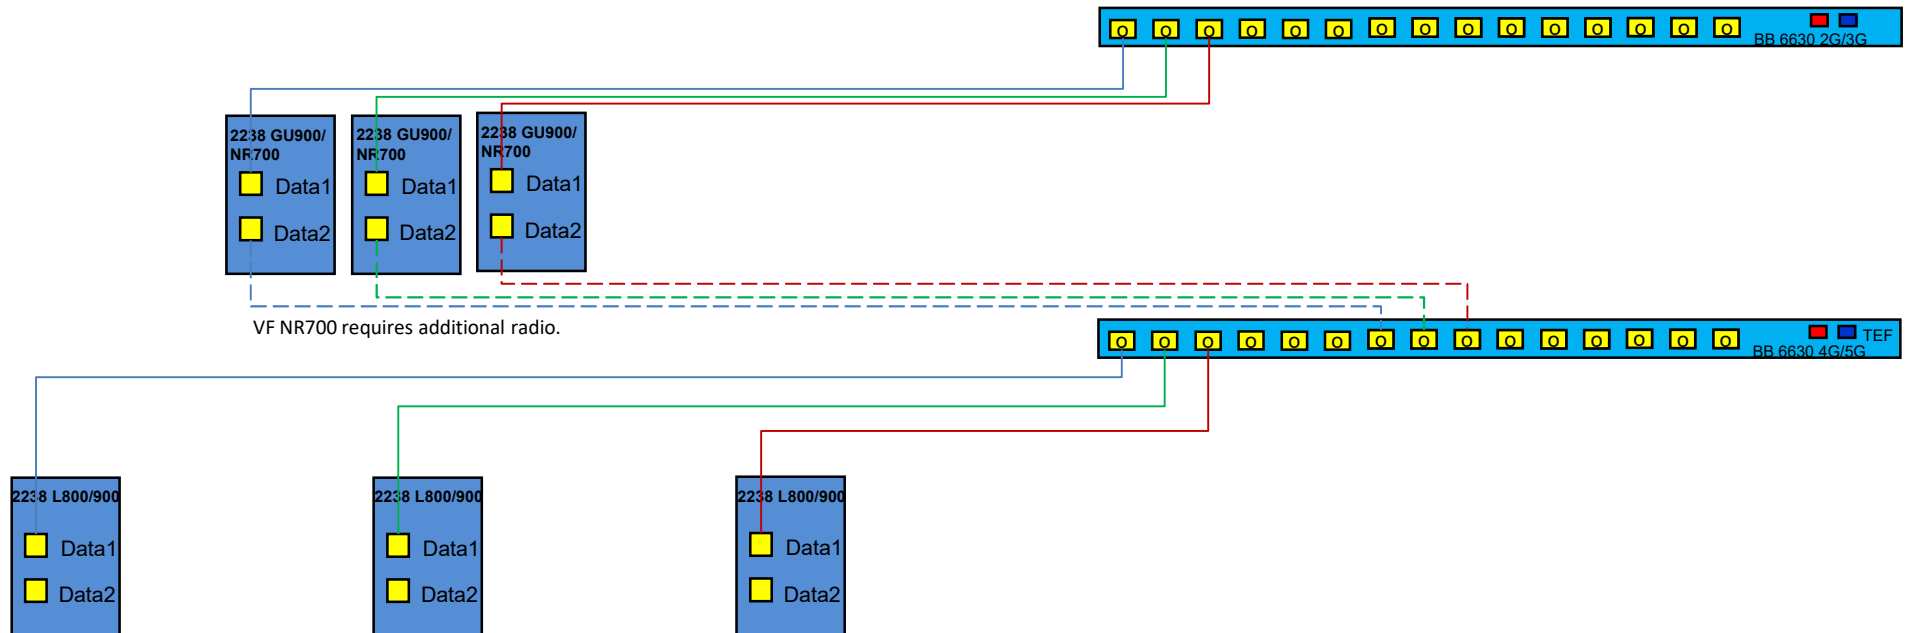 O O O O O O O O O O O O O O O
BB 6630 2G/3G
2238 GU900/
NR700
Data1
Data2
2238 GU900/
NR700
Data1
Data2
2238 GU900/
NR700
Data1
Data2
VF NR700 requires additional radio.
O O O O O O O O O O O O O O O
TEF
BB 6630 4G/5G
2238 L800/900
Data1
Data2
2238 L800/900
Data1
Data2
2238 L800/900
Data1
Data2